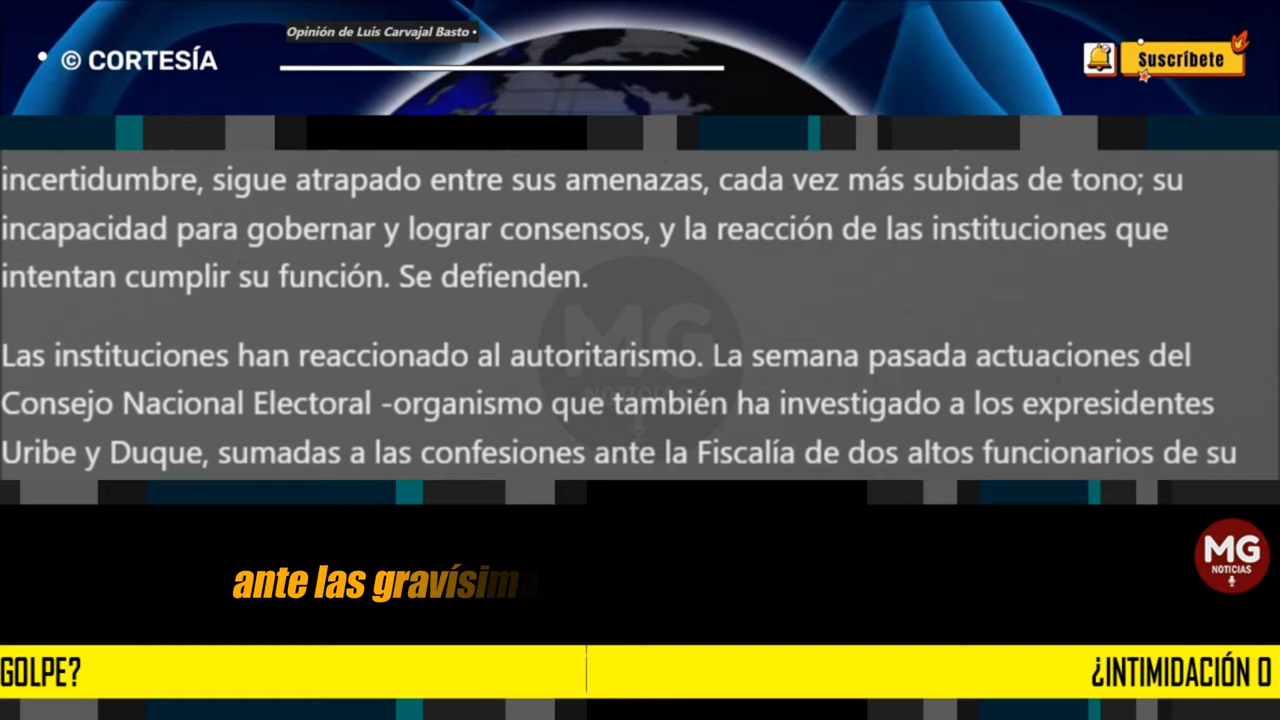 Opinión de Luis Carvajal Basto •
• © CORTESÍA
Suscríbete
incertidumbre, sigue atrapado entre sus amenazas, cada vez más subidas de tono; su
incapacidad para gobernar y lograr consensos, y la reacción de las instituciones que
intentan cumplir su función. Se defienden.
Las instituciones han reaccionado al autoritarismo. La semana pasada actuaciones del
Consejo Nacional Electoral -organismo que también ha investigado a los expresidentes
Uribe y Duque, sumadas a las confesiones ante la Fiscalía de dos altos funcionarios de su
MG
NOTICIAS
ante las gravísima
MG
NOTICIAS
GOLPE?
¿INTIMIDACIÓN O